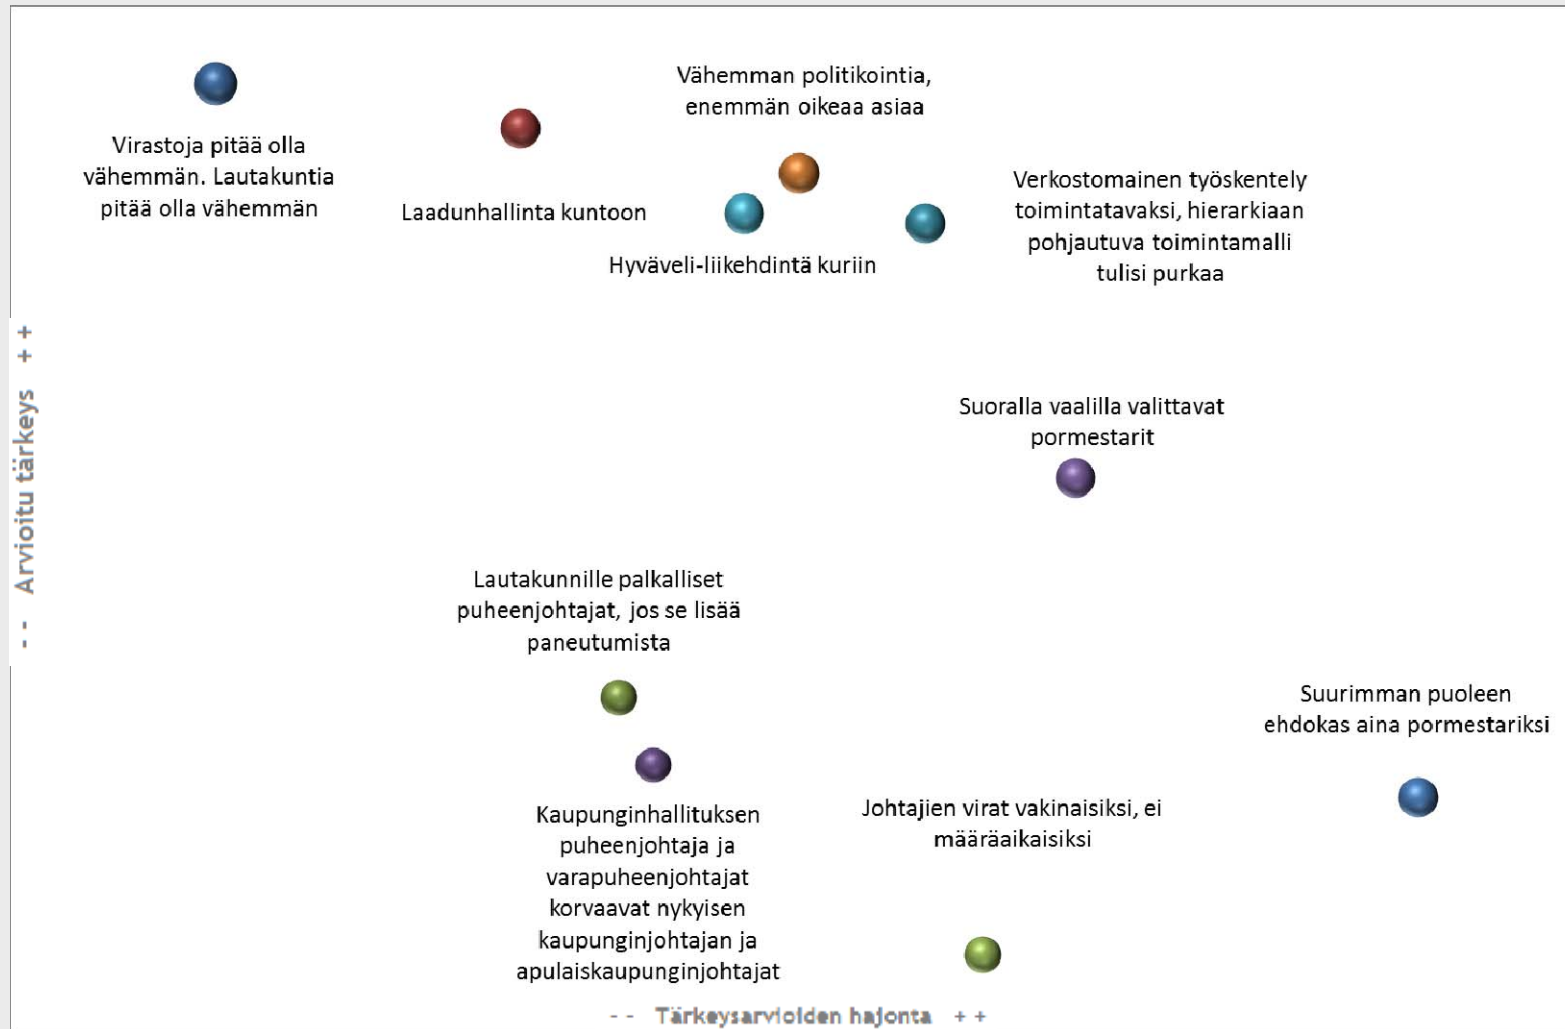 Vähemman politikointia,
enemmän oikeaa asiaa
Virastoja pitää olla
vähemmän. Lautakuntia
pitää olla vähemmän
Laadunhallinta kuntoon
Hyväveli-liikehdintä kuriin
Verkostomainen työskentely
toimintatavaksi, hierarkiaan
pohjautuva toimintamalli
tulisi purkaa
Suoralla vaalilla valittavat
pormestarit
- - Arvioitu tärkeys + +
Lautakunnille palkalliset
puheenjohtajat, jos se lisää
paneutumista
Suurimman puoleen
ehdokas aina pormestariksi
Kaupunginhallituksen
puheenjohtaja ja
varapuheenjohtajat
korvaavat nykyisen
kaupunginjohtajan ja
apulaiskaupunginjohtajat
Johtajien virat vakinaisiksi, ei
määräaikaisiksi
- - Tärkeysarvioiden hajonta + +